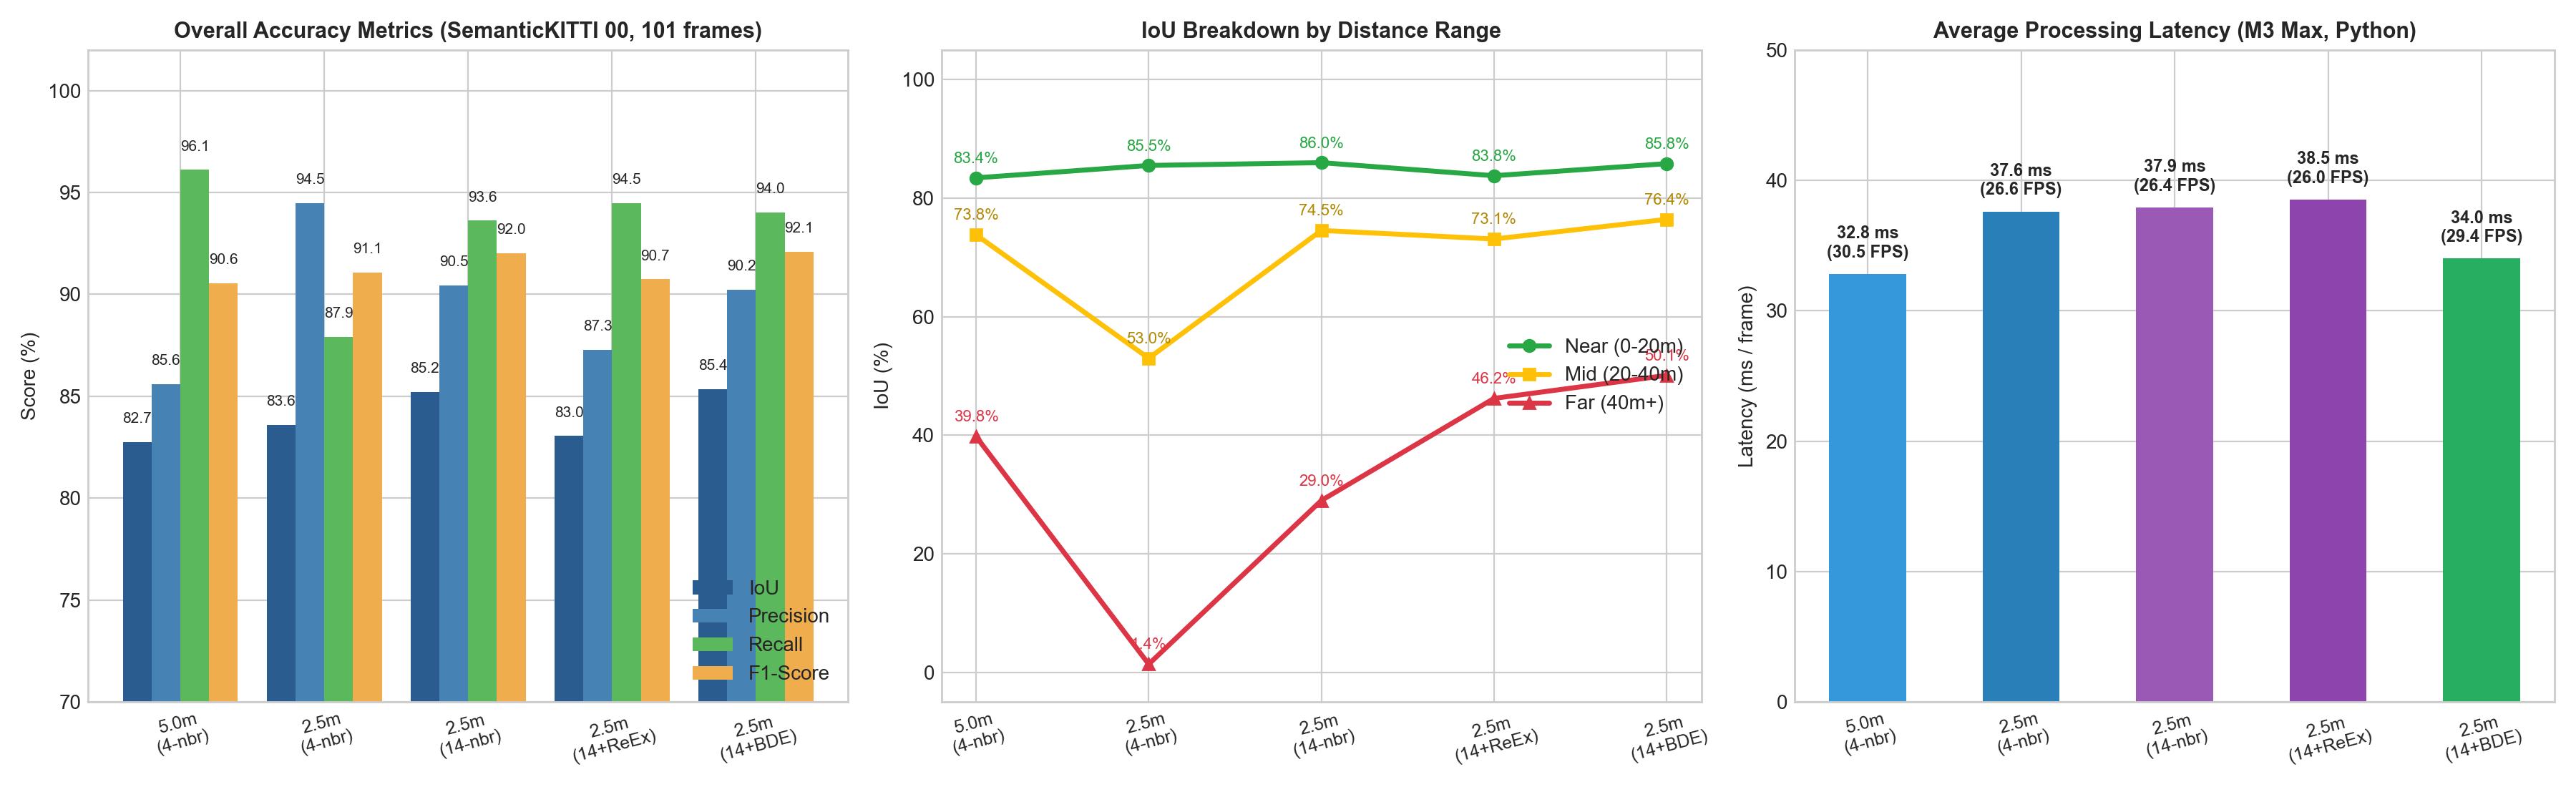 Overall Accuracy Metrics (SemanticKITTI 00, 101 frames)
Score (%)
100
95
90
85
80
75
70
82.7
85.6
96.1
90.6
83.6
94.5
87.9
91.1
85.2
90.5
93.6
92.0
83.0
87.3
94.5
90.7
85.4
90.2
94.0
92.1
IoU
Precision
Recall
F1-Score
5.0m
(4-nbr)
2.5m
(4-nbr)
2.5m
(14-nbr)
2.5m
(14+ReEx)
2.5m
(14+BDE)
IoU Breakdown by Distance Range
IoU (%)
100
80
60
40
20
0
83.4%
85.5%
86.0%
83.8%
85.8%
73.8%
53.0%
74.5%
73.1%
76.4%
39.8%
1.4%
29.0%
46.2%
50.1%
Near (0-20m)
Mid (20-40m)
Far (40m+)
5.0m
(4-nbr)
2.5m
(4-nbr)
2.5m
(14-nbr)
2.5m
(14+ReEx)
2.5m
(14+BDE)
Average Processing Latency (M3 Max, Python)
Latency (ms / frame)
50
40
30
20
10
0
32.8 ms
(30.5 FPS)
37.6 ms
(26.6 FPS)
37.9 ms
(26.4 FPS)
38.5 ms
(26.0 FPS)
34.0 ms
(29.4 FPS)
5.0m
(4-nbr)
2.5m
(4-nbr)
2.5m
(14-nbr)
2.5m
(14+ReEx)
2.5m
(14+BDE)